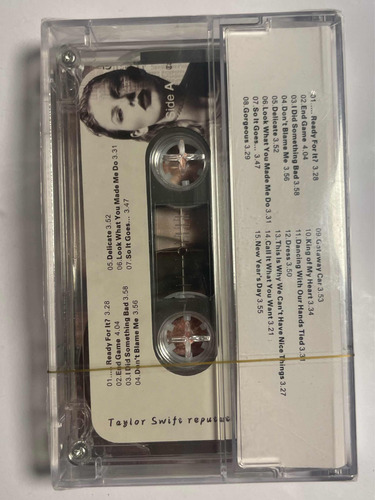 Side A
01..... Ready For It? 3.28
02.End Game 4.04
03.I Did Something Bad 3.58
04.Don't Blame Me 3.56
05.Delicate 3.52
06.Look What You Made Me Do 3.31
07.So It Goes... 3.47
Taylor Swift
01..... Ready For It? 3.28
02.End Game 4.04
03.I Did Something Bad 3.58
04.Don't Blame Me 3.56
05.Delicate 3.52
06.Look What You Made Me Do 3.31
07.So It Goes... 3.47
08.Gorgeous 3.29
09.Getaway Car 3.53
10.King of My Heart 3.34
11.Dancing With Our Hands Tied
12.Dress 3.50
13.This Is Why We Can't Have Nice Things 3.27
14.Call It What You Want 3.21
15.New Year's Day 3.55